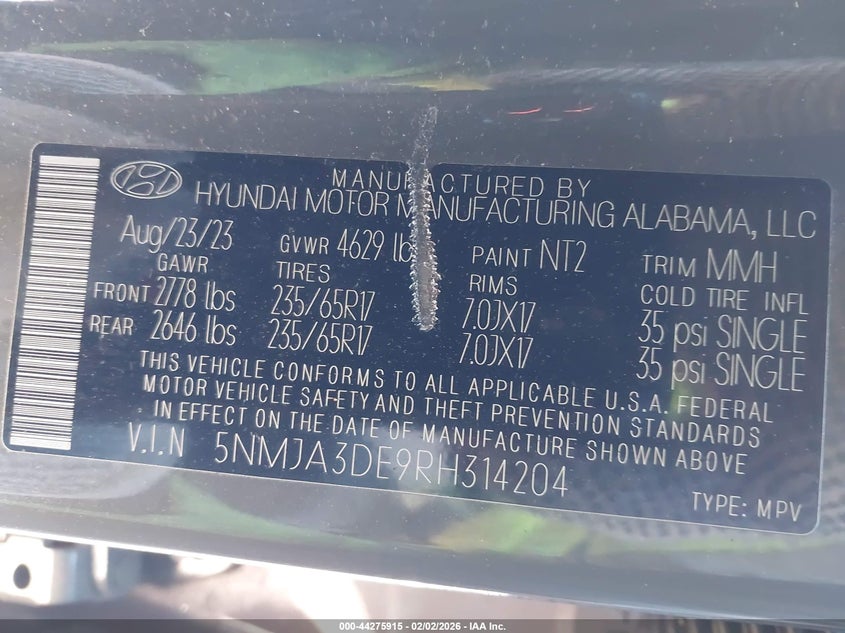 MANUFACTURED BY
HYUNDAI MOTOR MANUFACTURING ALABAMA, LLC
Aug/23/23 GVWR 4629 lbs PAINT NT2 TRIM MMH
GAWR TIRES RIMS COLD TIRE INFL
FRONT 2778 lbs 235/65R17 7.0JX17 35 psi SINGLE
REAR 2646 lbs 235/65R17 7.0JX17 35 psi SINGLE
THIS VEHICLE CONFORMS TO ALL APPLICABLE U.S.A. FEDERAL
MOTOR VEHICLE SAFETY AND THEFT PREVENTION STANDARDS
IN EFFECT ON THE DATE OF MANUFACTURE SHOWN ABOVE
V.I.N 5NMJA3DE9RH314204
TYPE: MPV
000-44275915 - 02/02/2026 - IAA Inc.